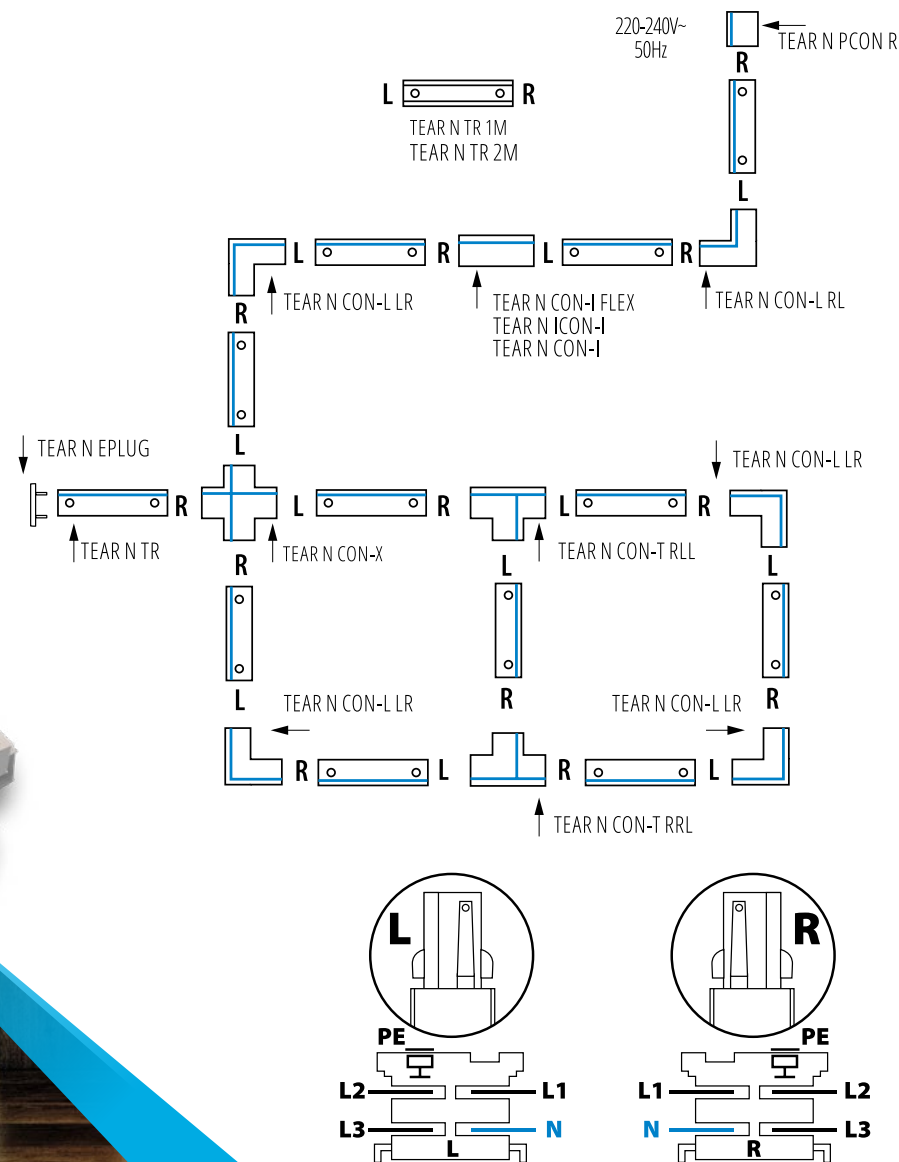 220-240V~
50Hz
TEAR N PCON R
R
L R
TEAR N TR 1M
TEAR N TR 2M
L
L R L R
TEAR N CON-L LR
TEAR N CON-I FLEX
TEAR N ICON-I
TEAR N CON-I
TEAR N CON-L RL
R
L
TEAR N EPLUG
TEAR N CON-L LR
R L R L R
TEAR N TR
TEAR N CON-X
TEAR N CON-T RLL
R L L
L R R
TEAR N CON-L LR
TEAR N CON-L LR
R L R L
TEAR N CON-T RRL
L R
PE PE
L2 L1 L1 L2
L3 N N L3
L R